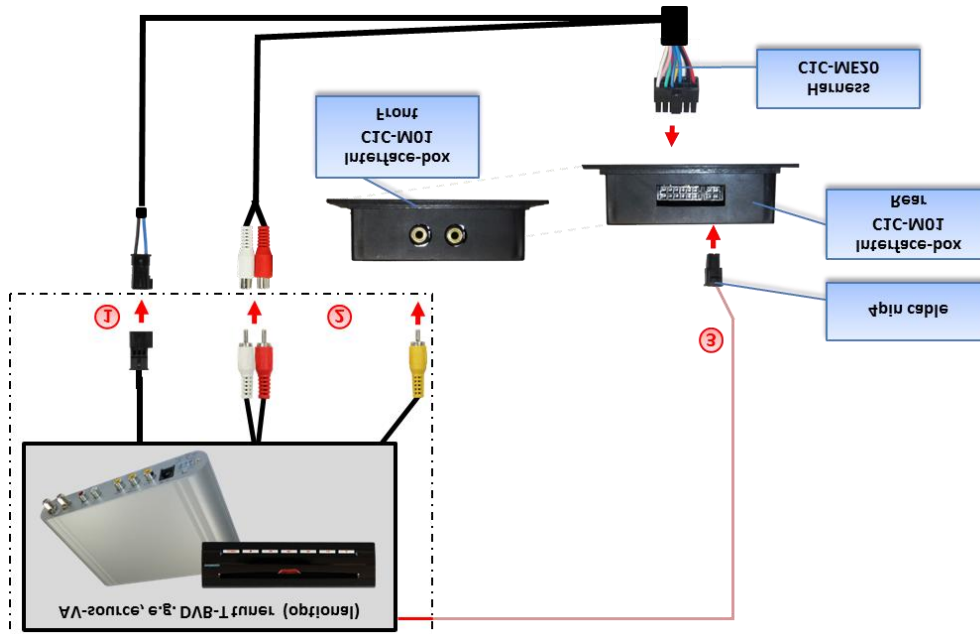 AV-source, e.g. DVB-T tuner (optional)
1
2
3
4pin cable
Interface-box
C1C-M01
Rear
Interface-box
C1C-M01
Front
Harness
C1C-ME20